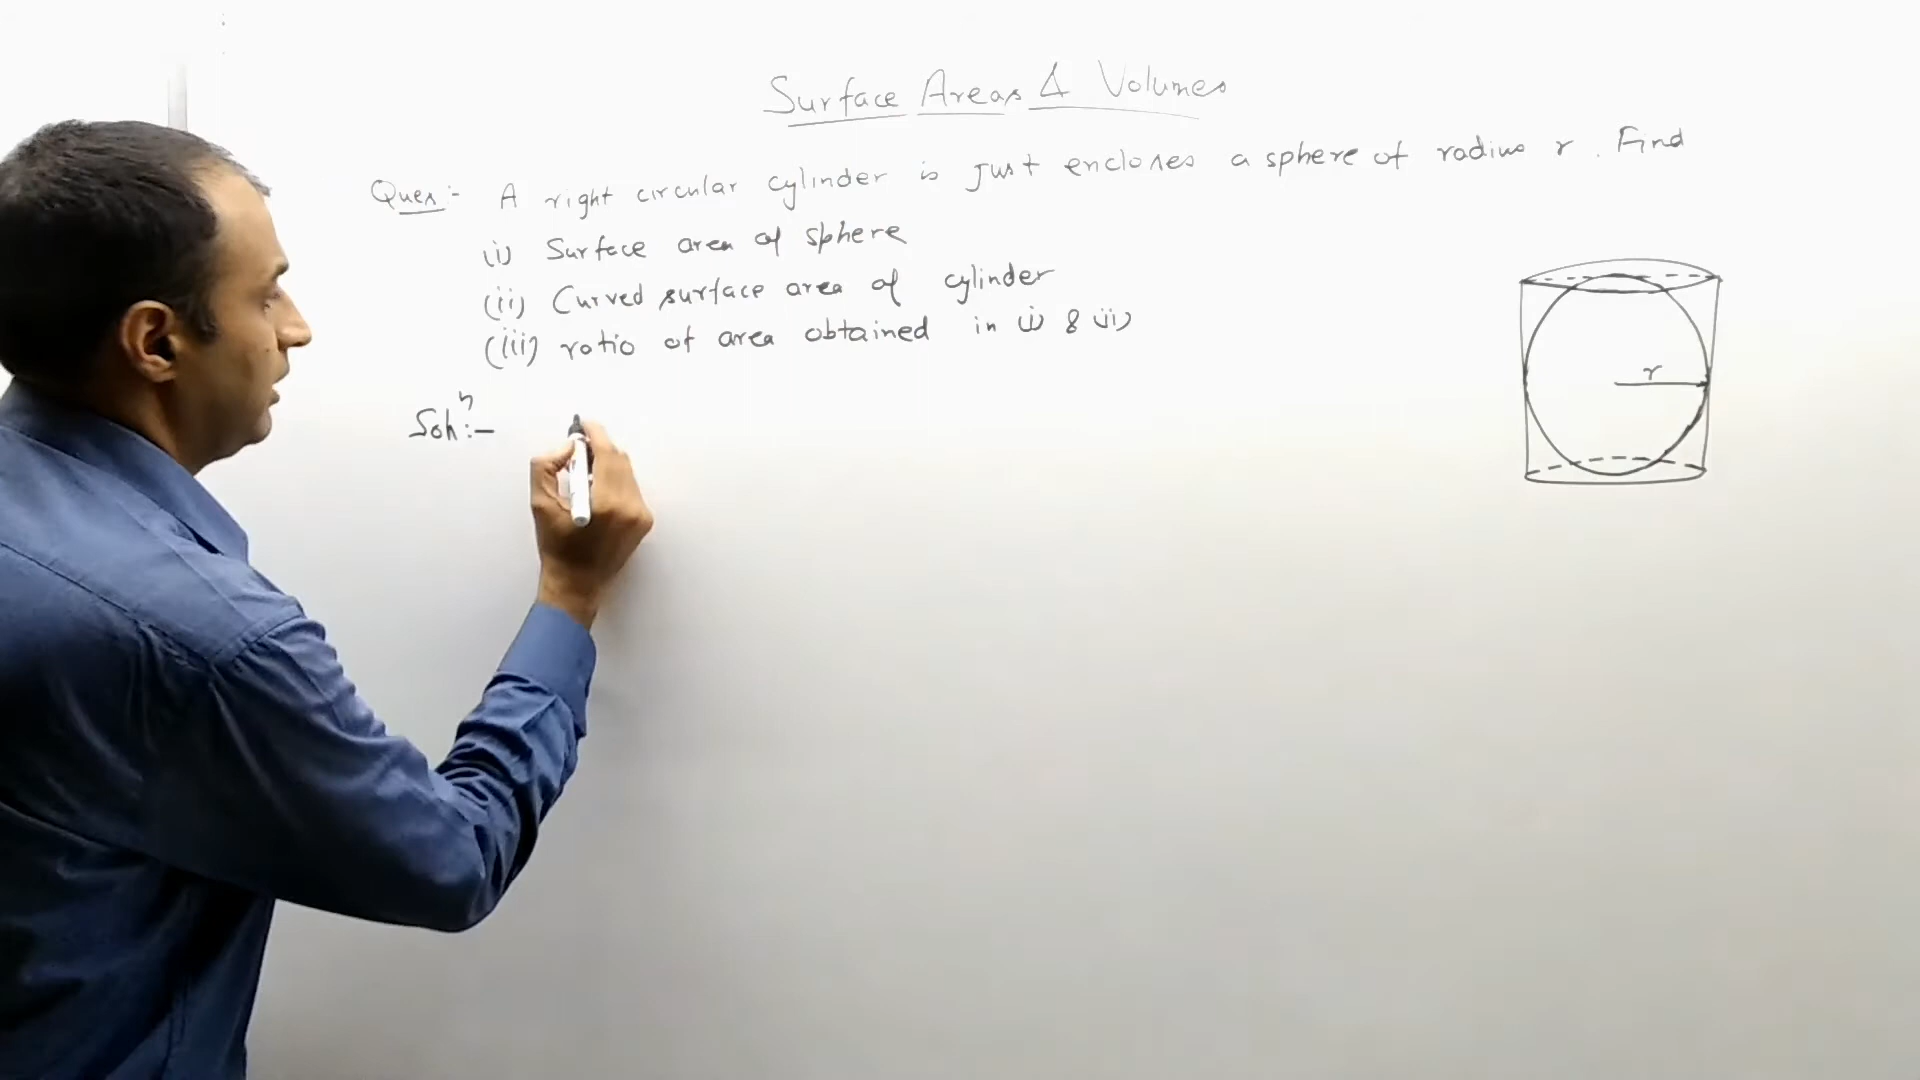 Surface Areas & Volumes
Ques:- A right circular cylinder is just encloses a sphere of radius r. Find
(i) Surface area of sphere
(ii) Curved surface area of cylinder
(iii) ratio of area obtained in (i) & (ii)
Solⁿ:-
r